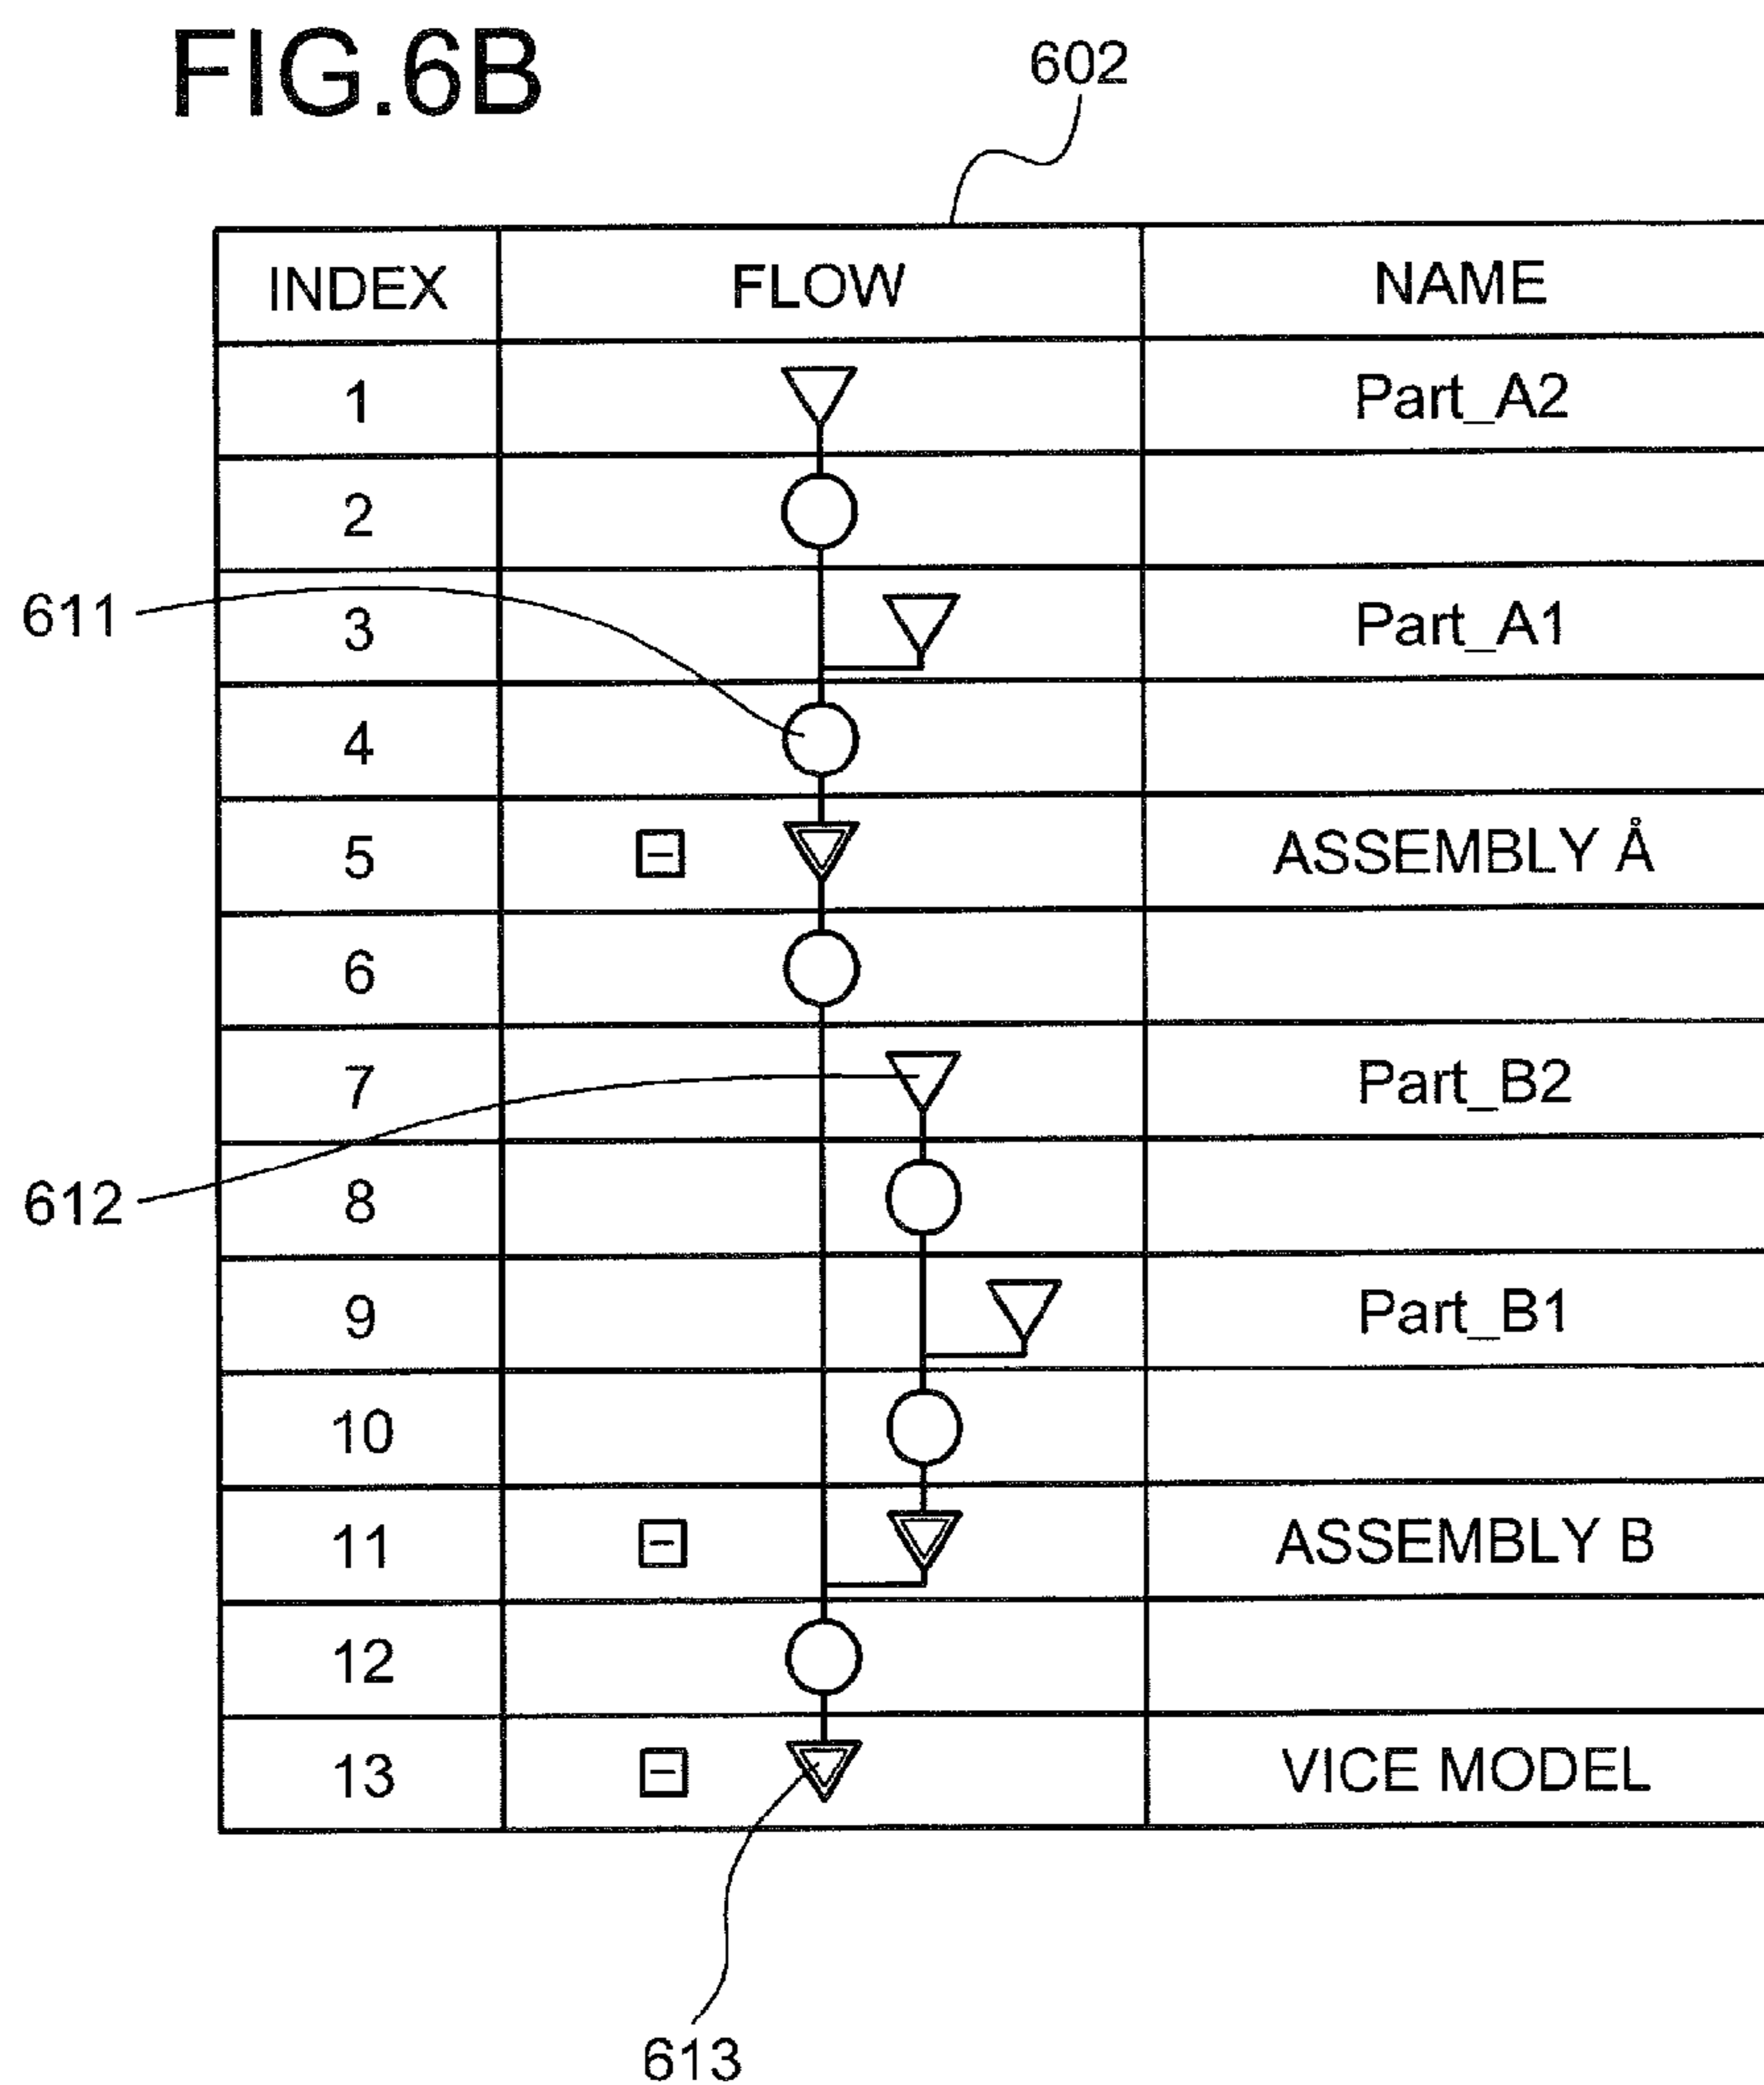 FIG.6B
602
INDEX FLOW NAME
1 Part_A2
2
611
3 Part_A1
4
5 ASSEMBLY Å
6
7 Part_B2
8
612
9 Part_B1
10
11 ASSEMBLY B
12
13 VICE MODEL
613